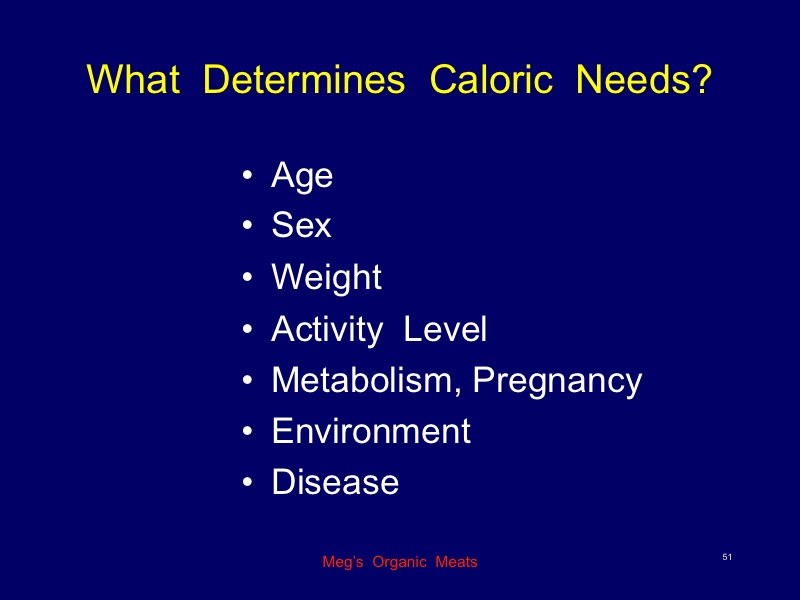 What Determines Caloric Needs?
• Age
• Sex
• Weight
• Activity Level
• Metabolism, Pregnancy
• Environment
• Disease
Meg's Organic Meats
51